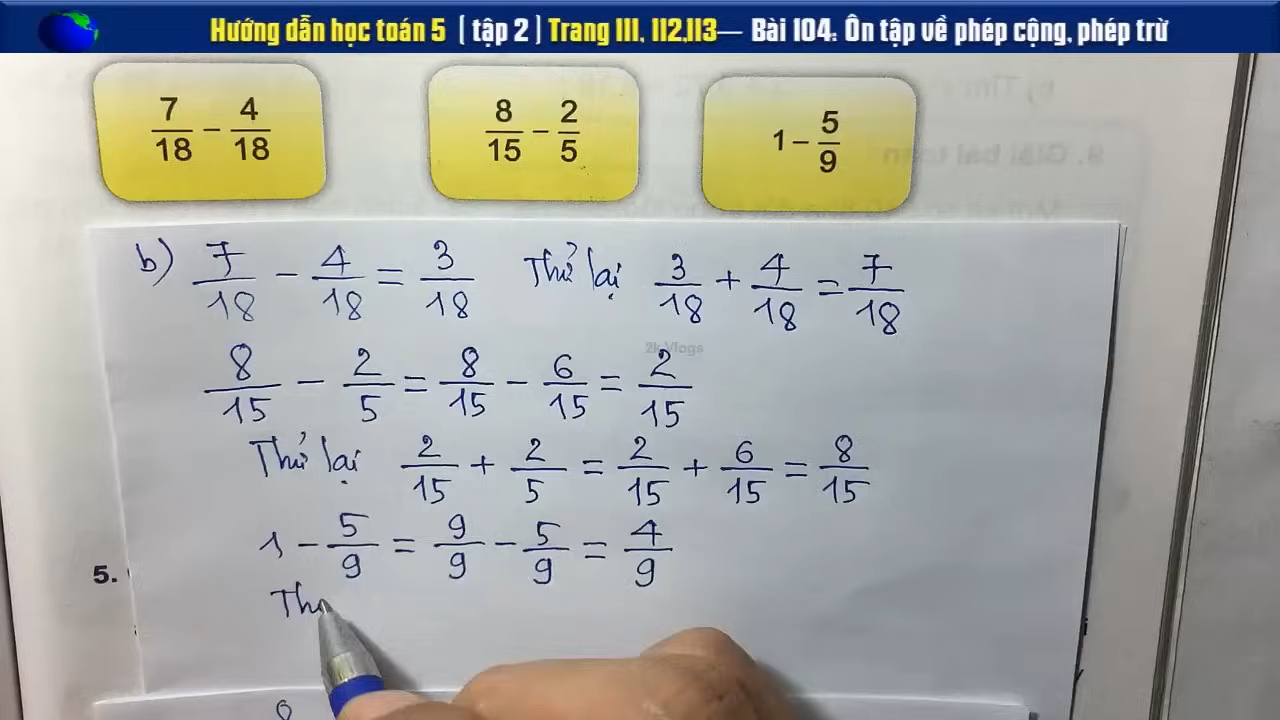 Hướng dẫn học toán 5 ( tập 2 ) Trang 111, 112,113— Bài 104: Ôn tập về phép cộng, phép trừ
7/18 − 4/18   8/15 − 2/5   1 − 5/9
b) 7/18 − 4/18 = 3/18   Thử lại 3/18 + 4/18 = 7/18
2k Vlogs
8/15 − 2/5 = 8/15 − 6/15 = 2/15
Thử lại 2/15 + 2/5 = 2/15 + 6/15 = 8/15
1 − 5/9 = 9/9 − 5/9 = 4/9
5.
Th